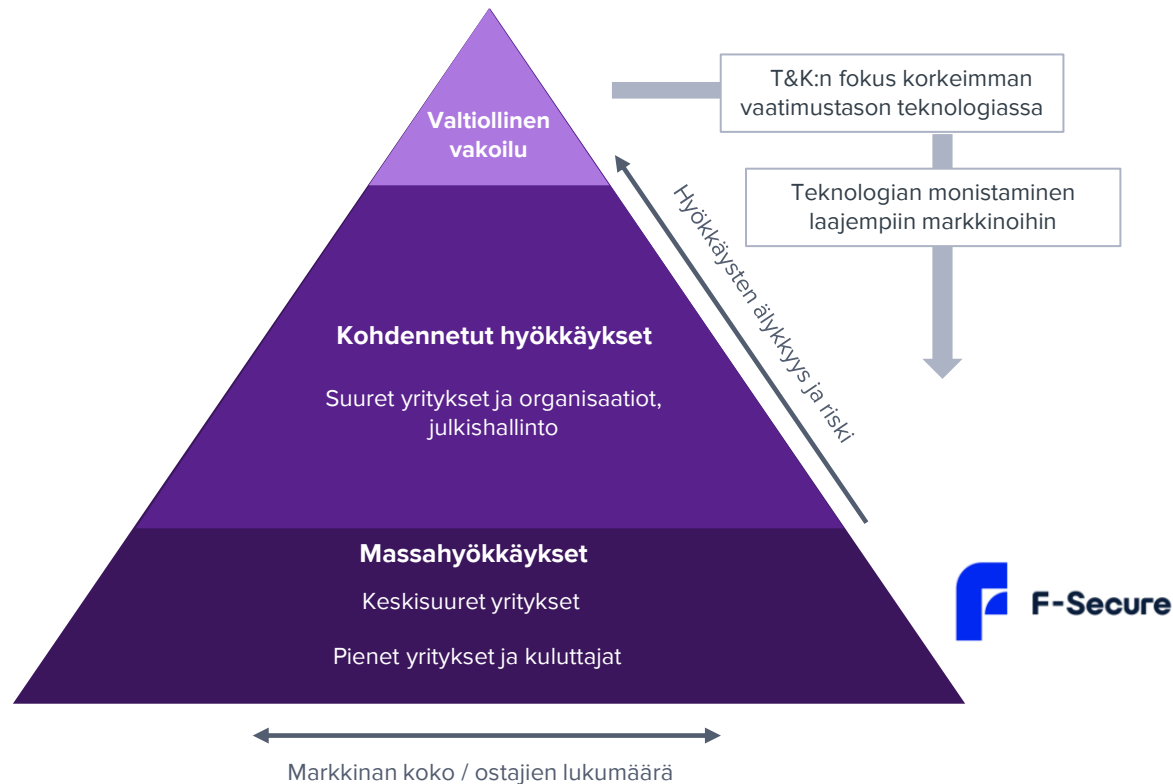 Valtiollinen
vakoilu
T&K:n fokus korkeimman
vaatimustason teknologiassa
Teknologian monistaminen
laajempiin markkinoihin
Hyökkäysten älykkyys ja riski
Kohdennetut hyökkäykset
Suuret yritykset ja organisaatiot,
julkishallinto
Massahyökkäykset
Keskisuuret yritykset
Pienet yritykset ja kuluttajat
F-Secure
Markkinan koko / ostajien lukumäärä